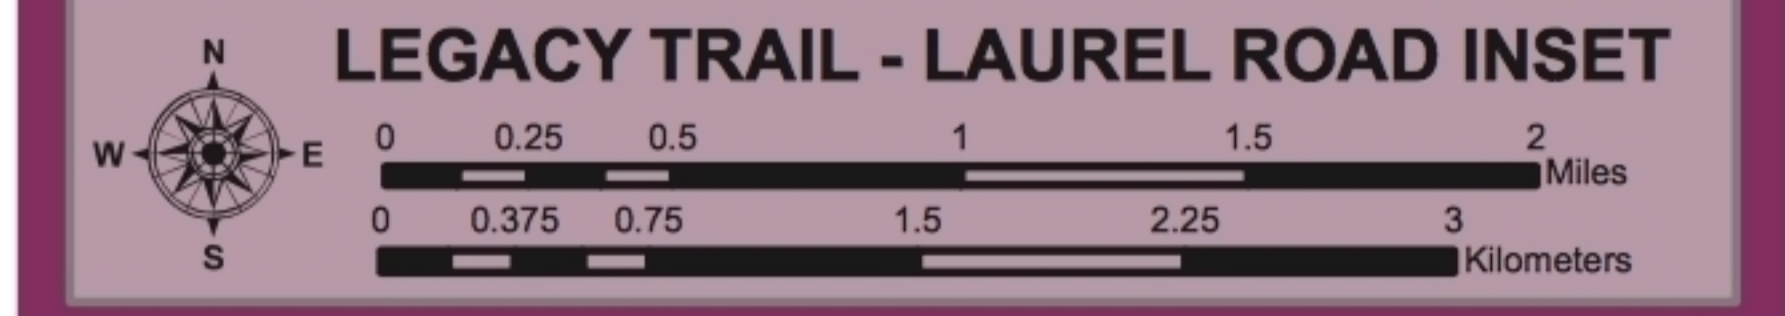 N
W E
S
LEGACY TRAIL - LAUREL ROAD INSET
0 0.25 0.5 1 1.5 2
Miles
0 0.375 0.75 1.5 2.25 3
Kilometers